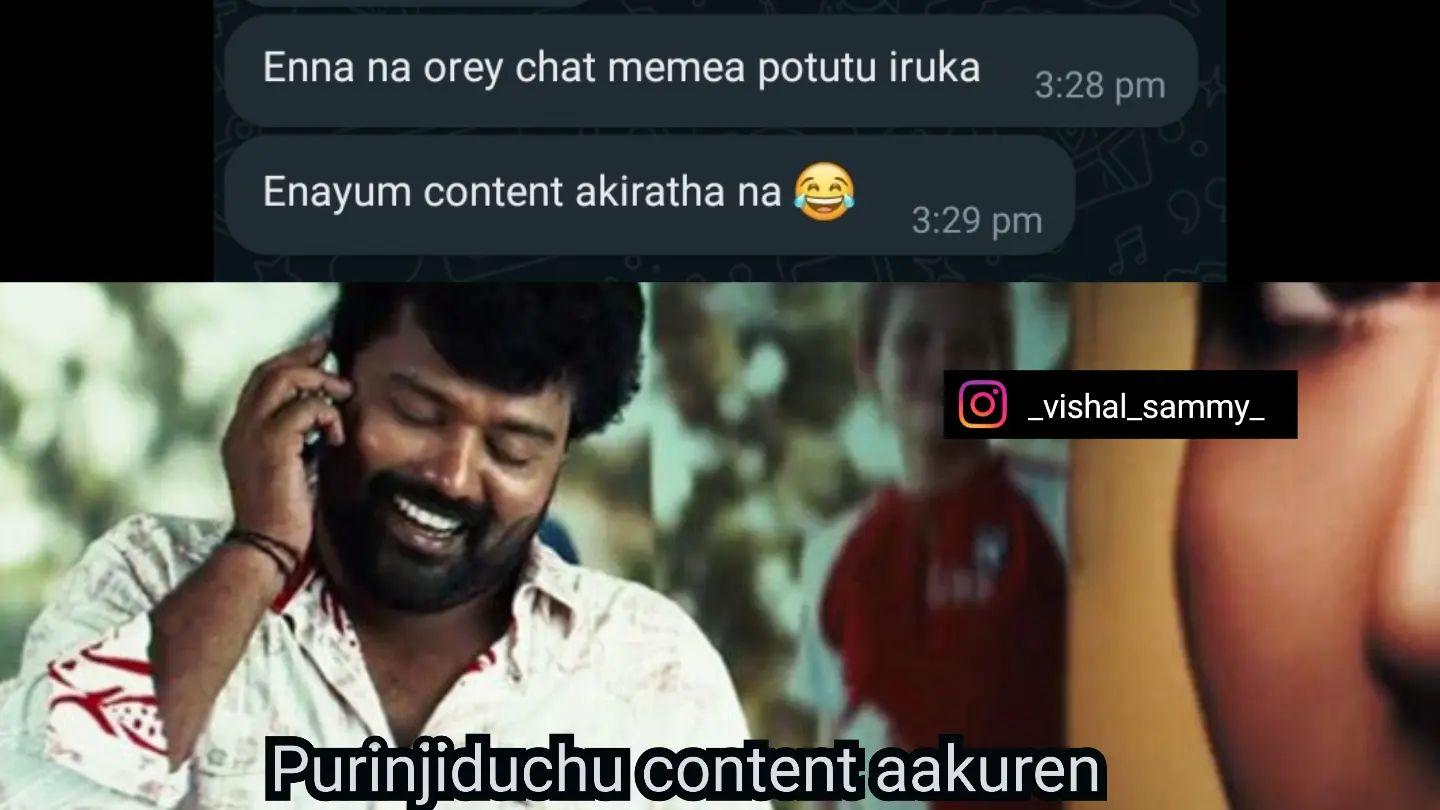 Enna na orey chat memea potutu iruka
3:28 pm
Enayum content akiratha na 😂
3:29 pm
_vishal_sammy_
Purinjiduchu content aakuren